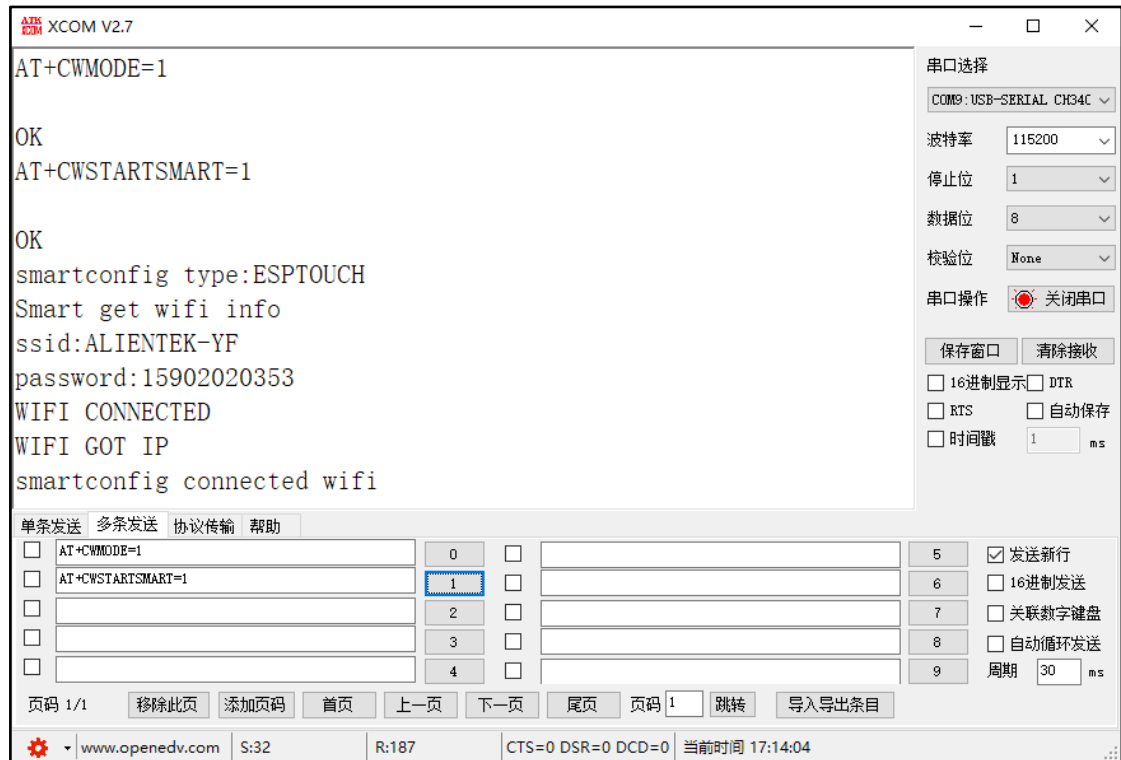 ATK XCOM XCOM V2.7
AT+CWMODE=1
OK
AT+CWSTARTSMART=1
OK
smartconfig type:ESPTOUCH
Smart get wifi info
ssid:ALIENTEK-YF
password:15902020353
WIFI CONNECTED
WIFI GOT IP
smartconfig connected wifi
串口选择
COM9:USB-SERIAL CH34C
波特率 115200
停止位 1
数据位 8
校验位 None
串口操作 关闭串口
保存窗口 清除接收
16进制显示 DTR
RTS 自动保存
时间戳 1 ms
单条发送 多条发送 协议传输 帮助
AT+CWMODE=1 0 5 发送新行
AT+CWSTARTSMART=1 1 6 16进制发送
2 7 关联数字键盘
3 8 自动循环发送
4 9 周期 30 ms
页码 1/1 移除此页 添加页码 首页 上一页 下一页 尾页 页码 1 跳转 导入导出条目
www.openedv.com S:32 R:187 CTS=0 DSR=0 DCD=0 当前时间 17:14:04